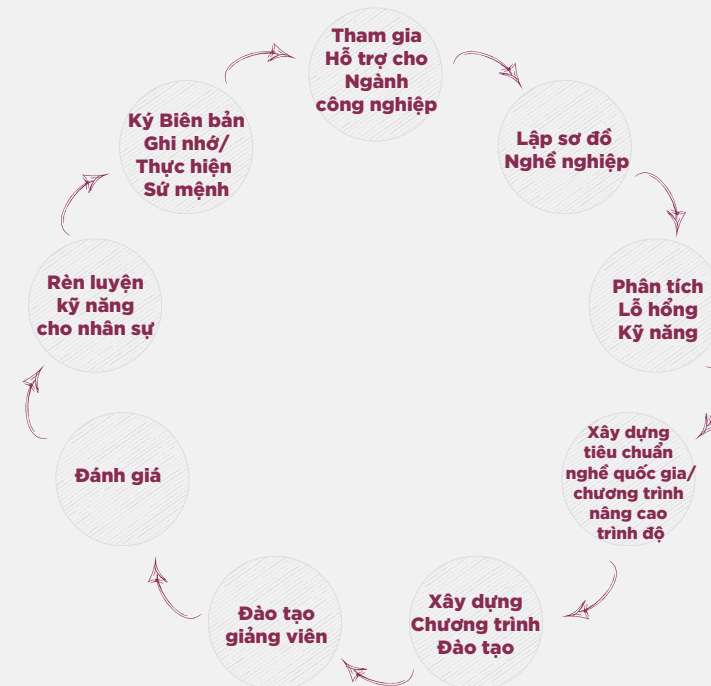 Tham gia
Hỗ trợ cho
Ngành
công nghiệp
Lập sơ đồ
Nghề nghiệp
Phân tích
Lỗ hổng
Kỹ năng
Xây dựng
tiêu chuẩn
nghề quốc gia/
chương trình
nâng cao
trình độ
Xây dựng
Chương trình
Đào tạo
Đào tạo
giảng viên
Đánh giá
Rèn luyện
kỹ năng
cho nhân sự
Ký Biên bản
Ghi nhớ/
Thực hiện
Sứ mệnh